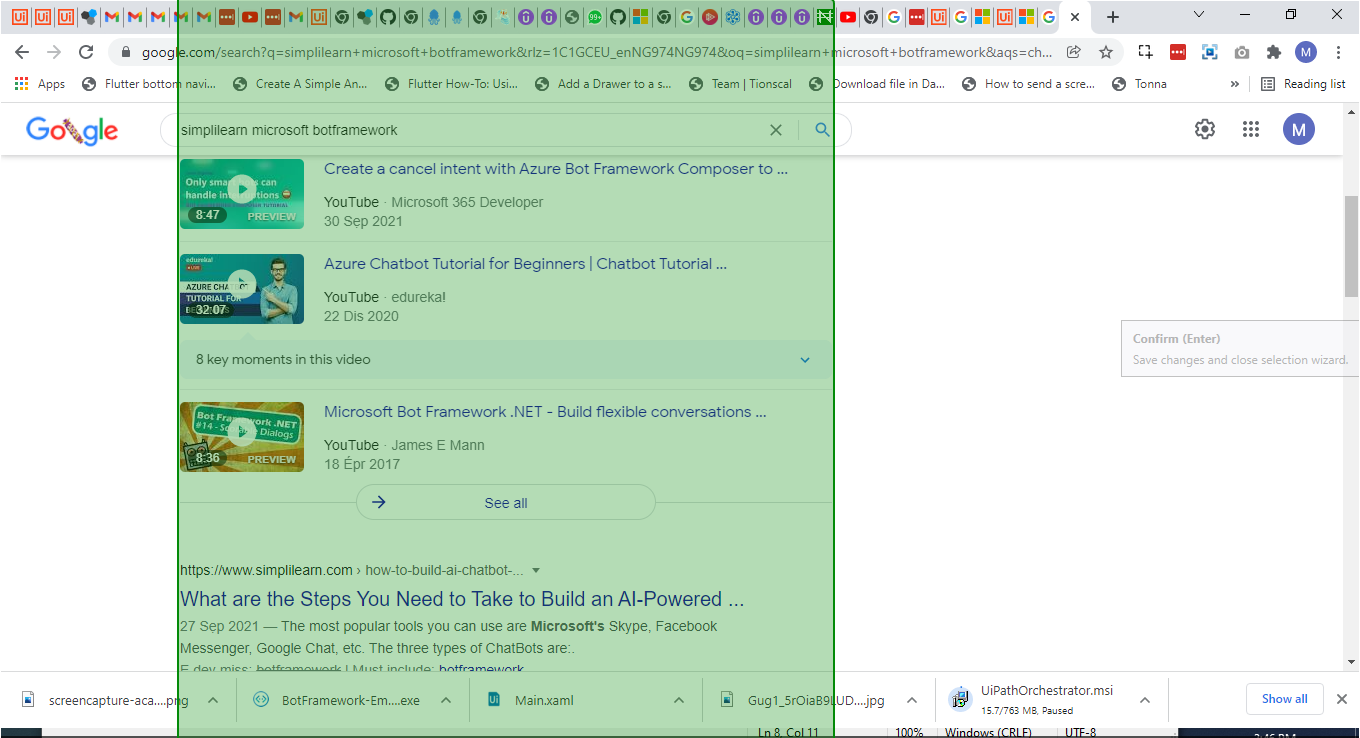 google.com/search?q=simplilearn+microsoft+botframework&rlz=1C1GCEU_enNG974NG974&oq=simplilearn+microsoft+botframework&aqs=ch...
M
Apps
Flutter bottom navi...
Create A Simple An...
Flutter How-To: Usi...
Add a Drawer to a s...
Team | Tionscal
Download file in Da...
How to send a scre...
Tonna
»
Reading list
Google
simplilearn microsoft botframework
M
8:47
PREVIEW
Create a cancel intent with Azure Bot Framework Composer to ...
YouTube · Microsoft 365 Developer
30 Sep 2021
edureka!
LIVE
AZURE CHATBOT
TUTORIAL FOR
32:07
Azure Chatbot Tutorial for Beginners | Chatbot Tutorial ...
YouTube · edureka!
22 Dis 2020
8 key moments in this video
Confirm (Enter)
Save changes and close selection wizard.
Bot Framework .NET
8:36
PREVIEW
Microsoft Bot Framework .NET - Build flexible conversations ...
YouTube · James E Mann
18 Épr 2017
See all
https://www.simplilearn.com › how-to-build-ai-chatbot-...
What are the Steps You Need to Take to Build an AI-Powered ...
27 Sep 2021 — The most popular tools you can use are Microsoft's Skype, Facebook
Messenger, Google Chat, etc. The three types of ChatBots are:.
E dey miss: botframework | Must include: botframework
screencapture-aca....png
BotFramework-Em....exe
Main.xaml
Gug1_5rOiaB9LUD....jpg
UiPathOrchestrator.msi
15.7/763 MB, Paused
Show all
Ln 8, Col 11
100%
Windows (CRLF)
UTF-8